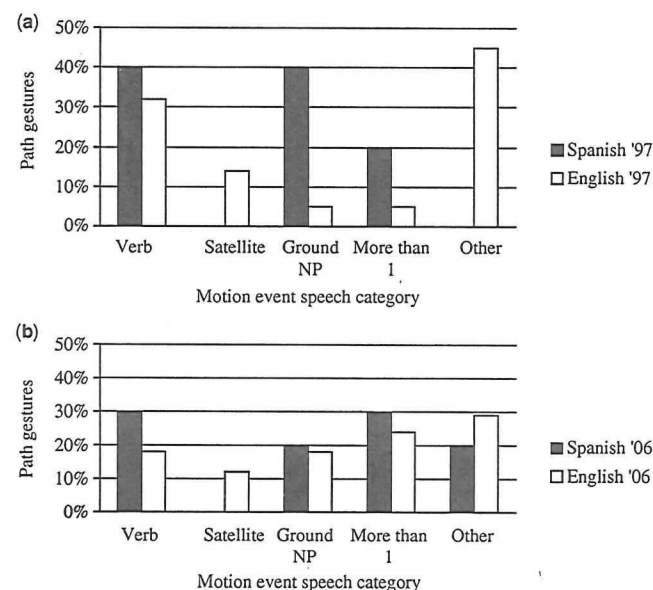 (a)
50%
40%
30%
20%
10%
0%
Path gestures
Verb Satellite Ground NP More than 1 Other
Motion event speech category
Spanish '97
English '97
(b)
50%
40%
30%
20%
10%
0%
Path gestures
Verb Satellite Ground NP More than 1 Other
Motion event speech category
Spanish '06
English '06